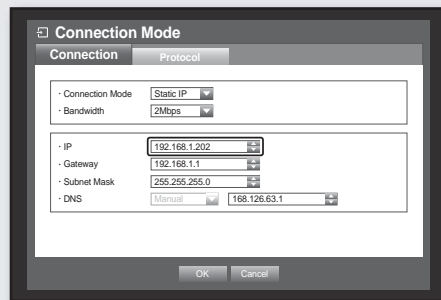 Connection Mode
Connection Protocol
· Connection Mode Static IP
· Bandwidth 2Mbps
· IP 192.168.1.202
· Gateway 192.168.1.1
· Subnet Mask 255.255.255.0
· DNS Manual 168.126.63.1
OK Cancel